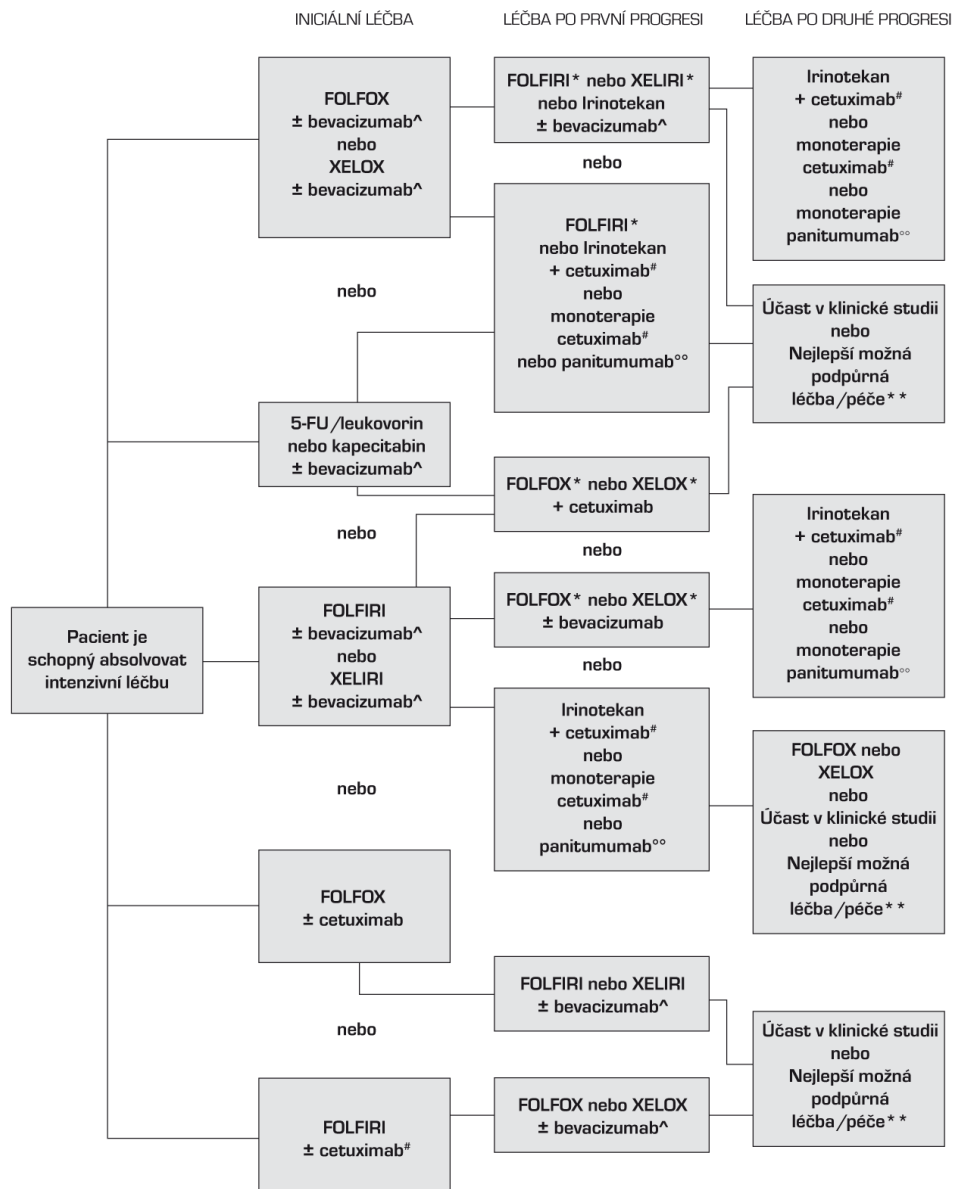 INICIÁLNÍ LÉČBA
LÉČBA PO PRVNÍ PROGRESI
LÉČBA PO DRUHÉ PROGRESI
Pacient je
schopný absolvovat
intenzivní léčbu
FOLFOX
± bevacizumab^
nebo
XELOX
± bevacizumab^
nebo
5-FU/leukovorin
nebo kapecitabin
± bevacizumab^
nebo
FOLFIRI
± bevacizumab^
nebo
XELIRI
± bevacizumab^
nebo
FOLFOX
± cetuximab
nebo
FOLFIRI
± cetuximab#
FOLFIRI* nebo XELIRI*
nebo Irinotekan
± bevacizumab^
nebo
FOLFIRI*
nebo Irinotekan
+ cetuximab#
nebo
monoterapie
cetuximab#
nebo panitumumab°°
FOLFOX* nebo XELOX*
+ cetuximab
nebo
FOLFOX* nebo XELOX*
± bevacizumab
nebo
Irinotekan
+ cetuximab#
nebo
monoterapie
cetuximab#
nebo
panitumumab°°
FOLFIRI nebo XELIRI
± bevacizumab^
FOLFOX nebo XELOX
± bevacizumab^
Irinotekan
+ cetuximab#
nebo
monoterapie
cetuximab#
nebo
monoterapie
panitumumab°°
Účast v klinické studii
nebo
Nejlepší možná
podpůrná
léčba/péče**
Irinotekan
+ cetuximab#
nebo
monoterapie
cetuximab#
nebo
monoterapie
panitumumab°°
FOLFOX nebo
XELOX
nebo
Účast v klinické studii
nebo
Nejlepší možná
podpůrná
léčba/péče**
Účast v klinické studii
nebo
Nejlepší možná
podpůrná
léčba/péče**